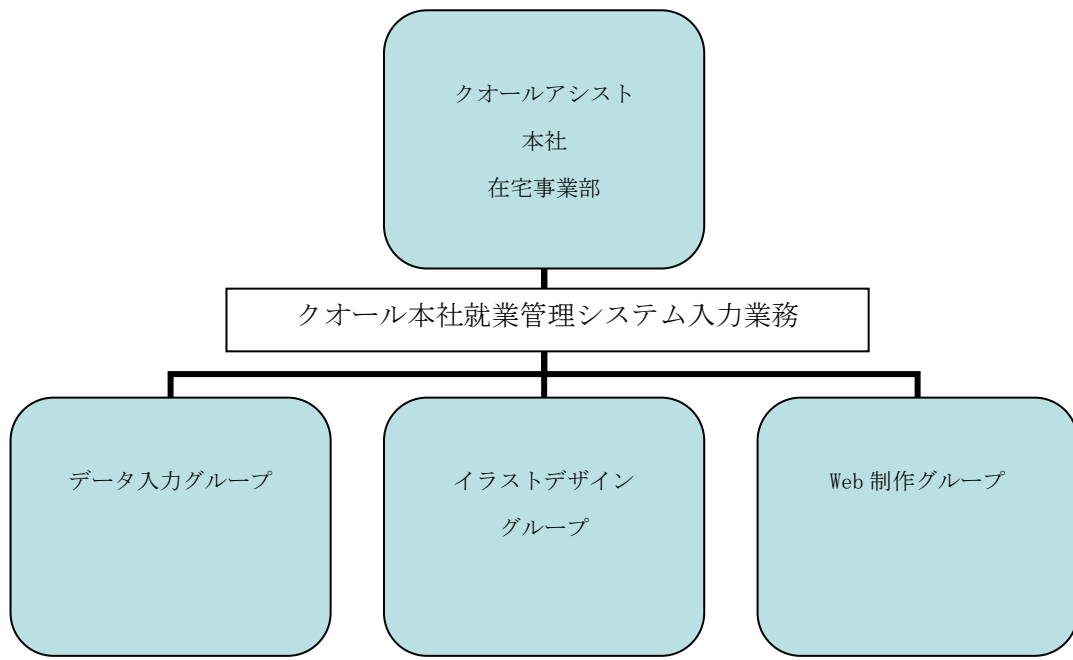 クオールアシスト
本社
在宅事業部
クオール本社就業管理システム入力業務
データ入力グループ
イラストデザイン
グループ
Web 制作グループ